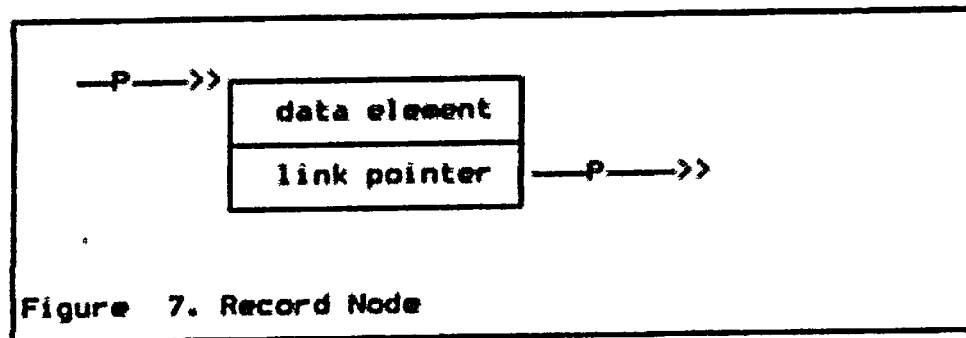 —P—>>
data element
link pointer —P—>>
Figure 7. Record Node